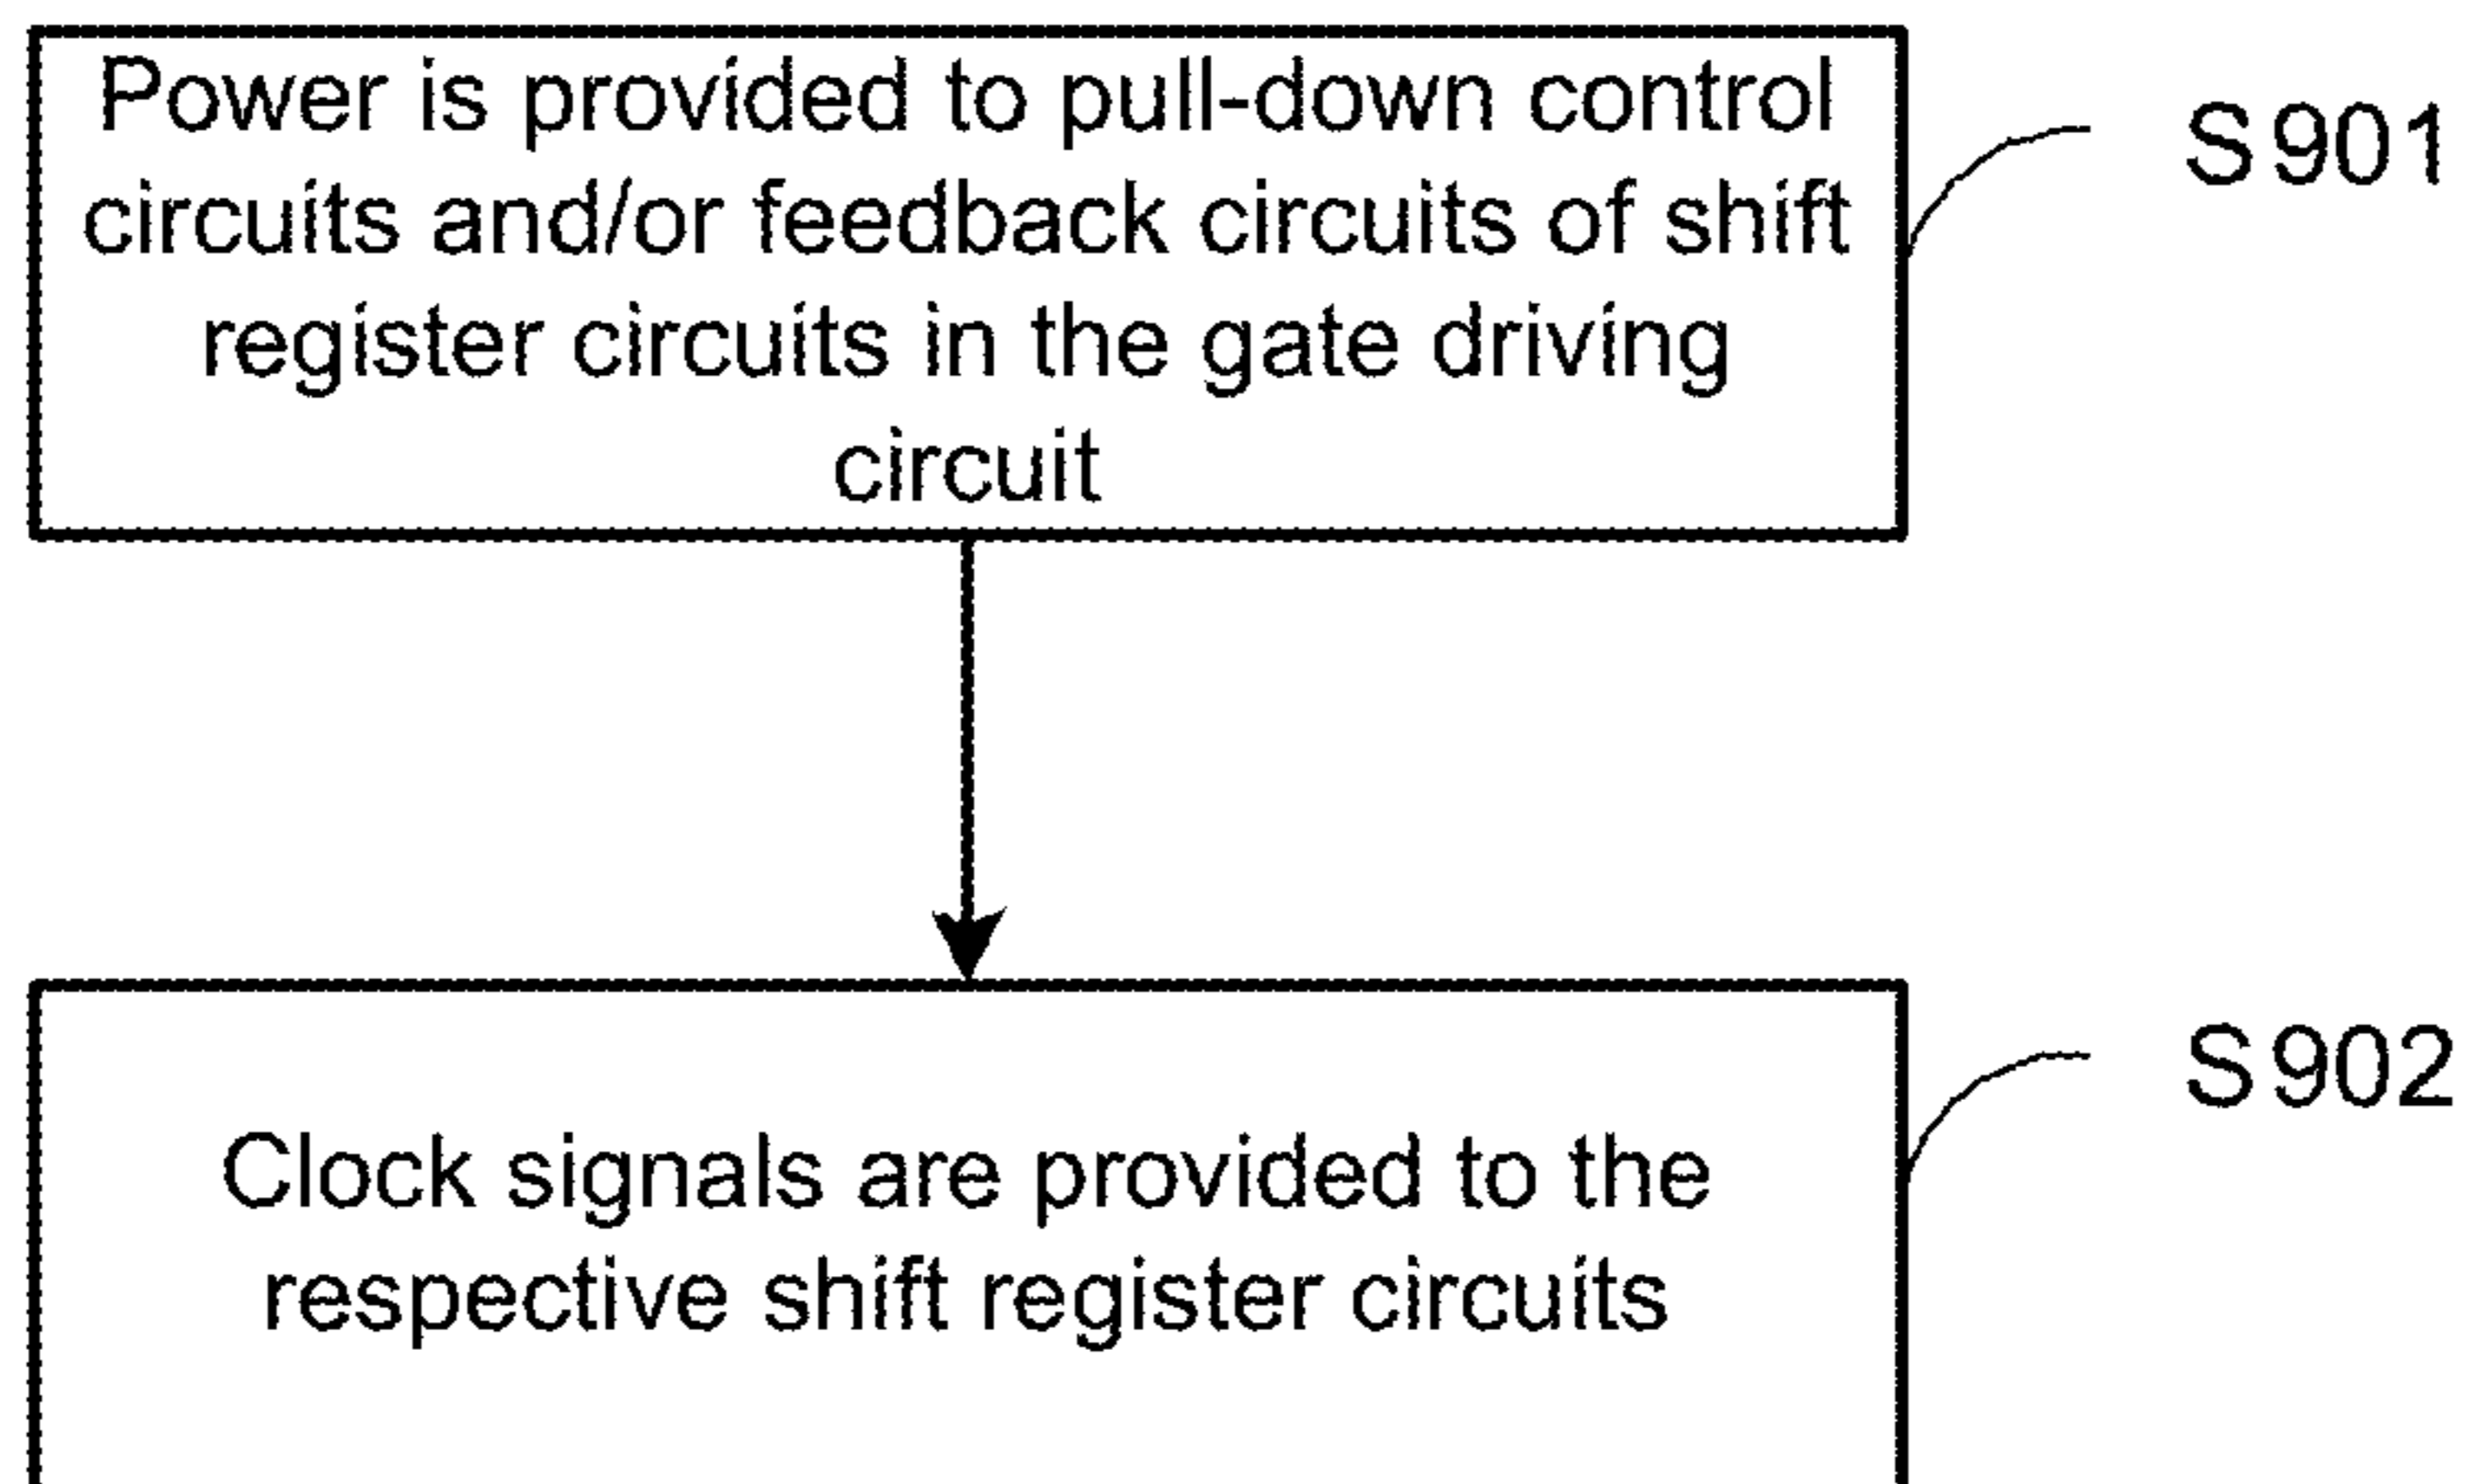 Power is provided to pull-down control
circuits and/or feedback circuits of shift
register circuits in the gate driving
circuit
S901
Clock signals are provided to the
respective shift register circuits
S902